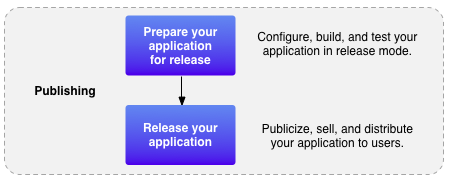 Publishing
Prepare your
application
for release
Configure, build, and test your
application in release mode.
Release your
application
Publicize, sell, and distribute
your application to users.